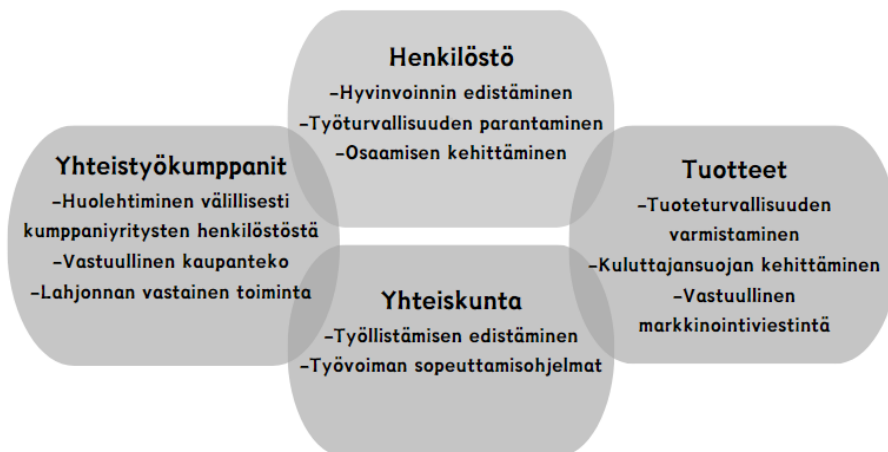 Henkilöstö
-Hyvinvoinnin edistäminen
-Työturvallisuuden parantaminen
-Osaamisen kehittäminen
Yhteistyökumppanit
-Huolehtiminen välillisesti
kumppaniyritysten henkilöstöstä
-Vastuullinen kaupanteko
-Lahjonnan vastainen toiminta
Tuotteet
-Tuoteturvallisuuden
varmistaminen
-Kuluttajansuojan kehittäminen
-Vastuullinen
markkinointiviestintä
Yhteiskunta
-Työllistämisen edistäminen
-Työvoiman sopeuttamisohjelmat